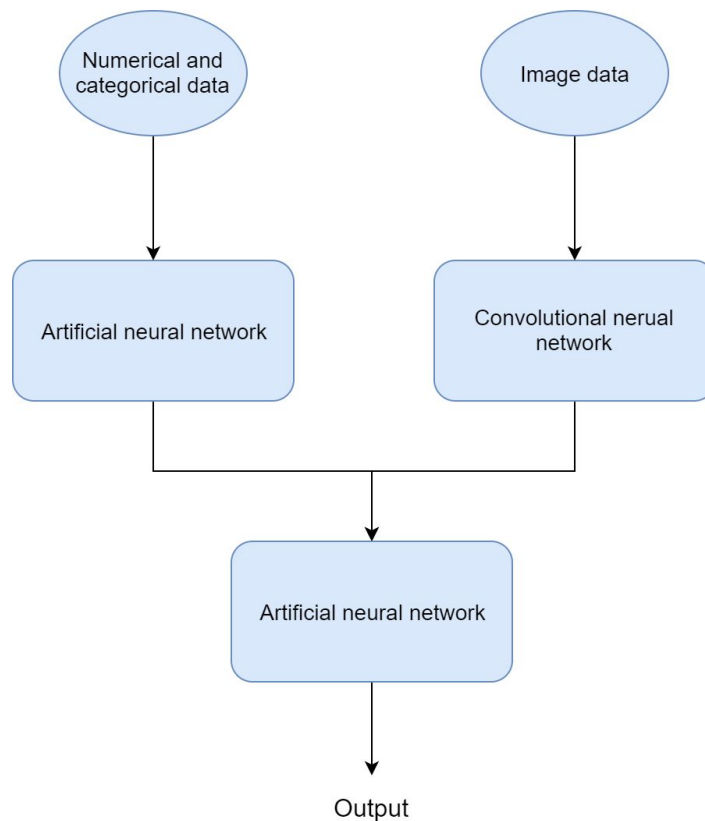 Numerical and
categorical data
Image data
Artificial neural network
Convolutional nerual
network
Artificial neural network
Output